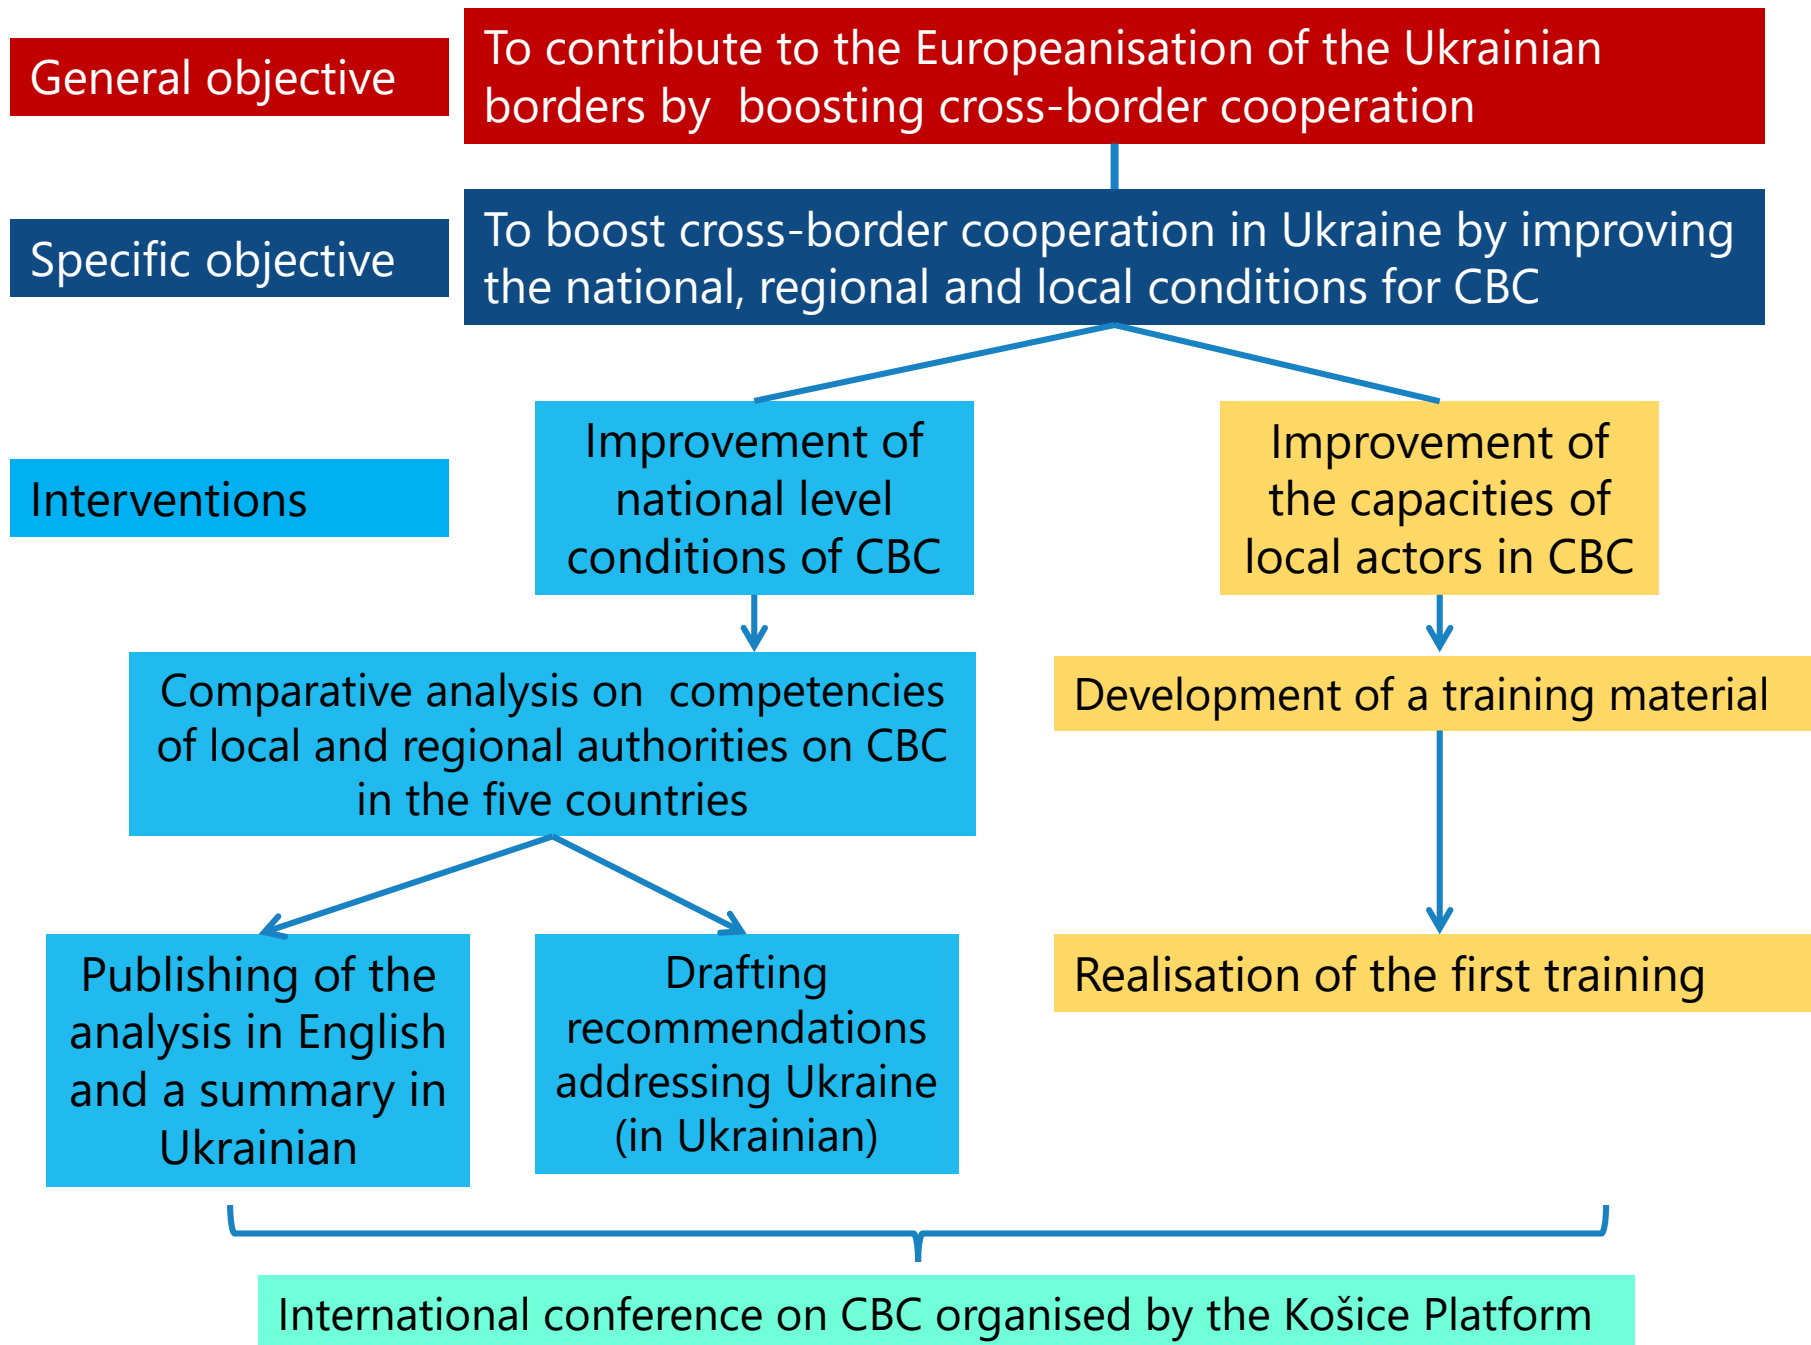 General objective
To contribute to the Europeanisation of the Ukrainian
borders by  boosting cross-border cooperation
Specific objective
To boost cross-border cooperation in Ukraine by improving
the national, regional and local conditions for CBC
Interventions
Improvement of
national level
conditions of CBC
Improvement of
the capacities of
local actors in CBC
Comparative analysis on  competencies
of local and regional authorities on CBC
in the five countries
Development of a training material
Publishing of the
analysis in English
and a summary in
Ukrainian
Drafting
recommendations
addressing Ukraine
(in Ukrainian)
Realisation of the first training
International conference on CBC organised by the Košice Platform